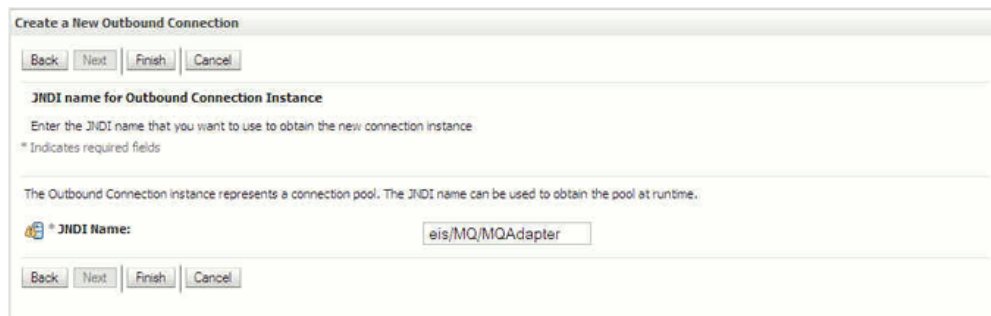 Create a New Outbound Connection
Back Next Finish Cancel
JNDI name for Outbound Connection Instance
Enter the JNDI name that you want to use to obtain the new connection instance
* Indicates required fields
The Outbound Connection instance represents a connection pool. The JNDI name can be used to obtain the pool at runtime.
* JNDI Name: eis/MQ/MQAdapter
Back Next Finish Cancel